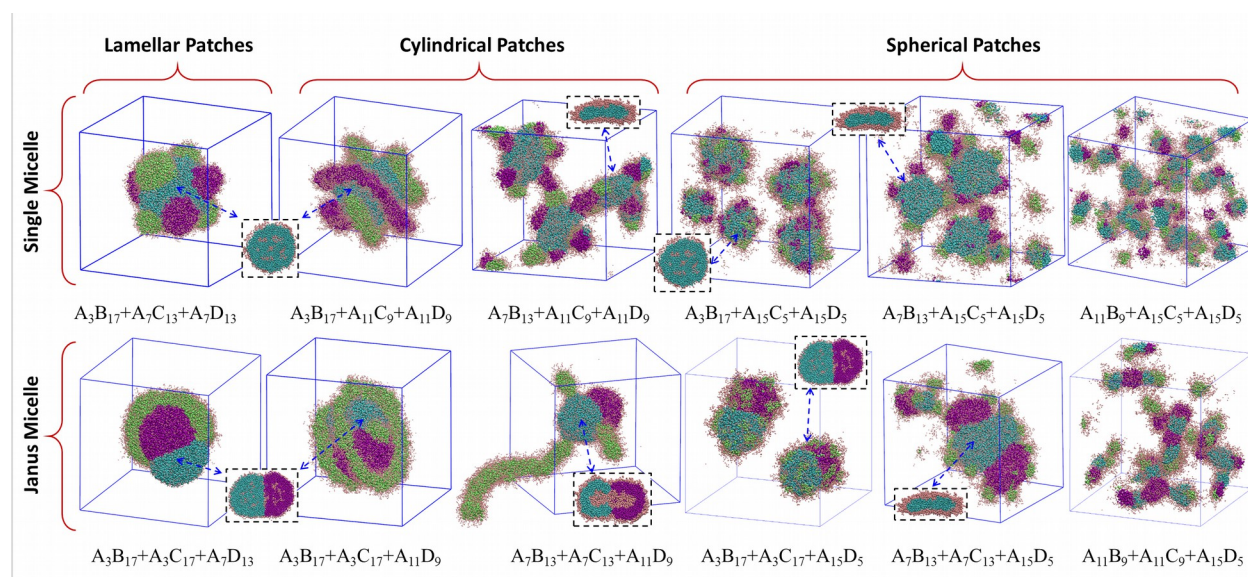 Lamellar Patches
Cylindrical Patches
Spherical Patches
Single Micelle
A₃B₁₇+A₇C₁₃+A₇D₁₃
A₃B₁₇+A₁₁C₉+A₁₁D₉
A₇B₁₃+A₁₁C₉+A₁₁D₉
A₃B₁₇+A₁₅C₅+A₁₅D₅
A₇B₁₃+A₁₅C₅+A₁₅D₅
A₁₁B₉+A₁₅C₅+A₁₅D₅
Janus Micelle
A₃B₁₇+A₃C₁₇+A₇D₁₃
A₃B₁₇+A₃C₁₇+A₁₁D₉
A₇B₁₃+A₇C₁₃+A₁₁D₉
A₃B₁₇+A₃C₁₇+A₁₅D₅
A₇B₁₃+A₇C₁₃+A₁₅D₅
A₁₁B₉+A₁₁C₉+A₁₅D₅